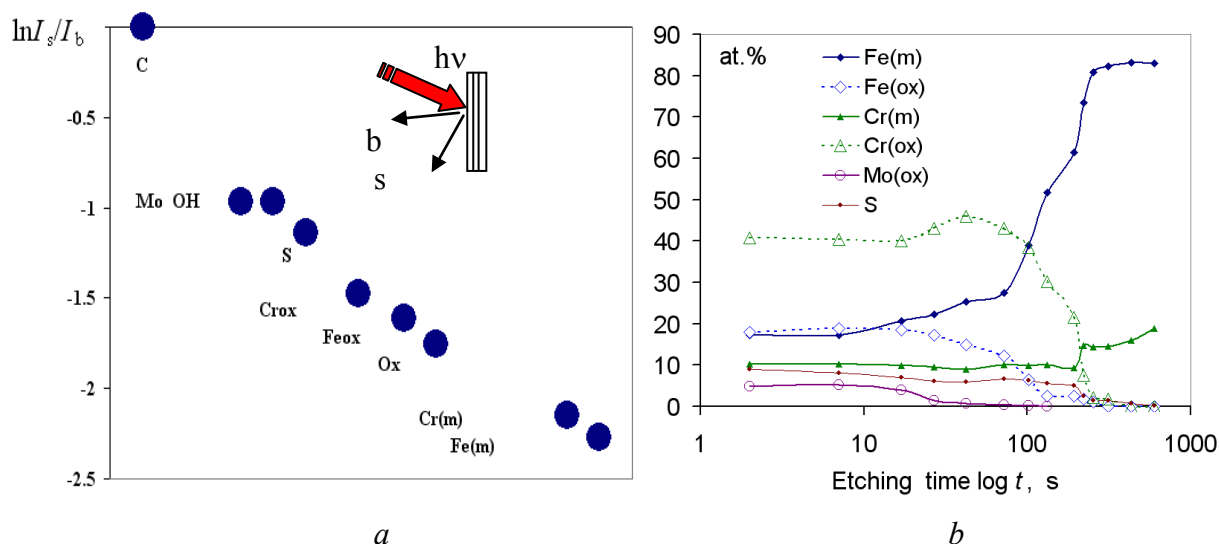 lnI_s/I_b
C
-0.5
-1
-1.5
-2
-2.5
Mo OH
S
Crox
Feox
Ox
Cr(m)
Fe(m)
hν
b
s
a
at.%
90
80
70
60
50
40
30
20
10
0
Fe(m)
Fe(ox)
Cr(m)
Cr(ox)
Mo(ox)
S
1 10 100 1000
Etching time log t, s
b